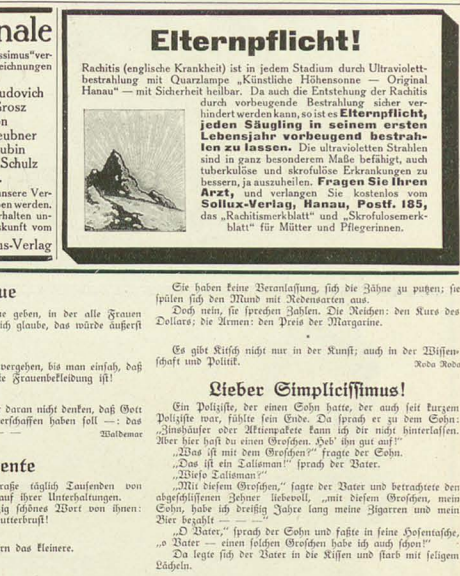 nale
ssimus“ver-
eichnungen
udovich
Grosz
n
eubner
ubin
Schulz
.
nsere Ver-
ben werden.
rhalten un-
skunft vom
us-Verlag
Elternpflicht!
Rachitis (englische Krankheit) ist in jedem Stadium durch Ultraviolett-
bestrahlung mit Quarzlampe „Künstliche Höhensonne — Original
Hanau“ — mit Sicherheit heilbar. Da auch die Entstehung der Rachitis
durch vorbeugende Bestrahlung sicher ver-
hindert werden kann, so ist es Elternpflicht,
jeden Säugling in seinem ersten
Lebensjahr vorbeugend bestrah-
len zu lassen. Die ultravioletten Strahlen
sind in ganz besonderem Maße befähigt, auch
tuberkulöse und skrofulöse Erkrankungen zu
bessern, ja auszuheilen. Fragen Sie Ihren
Arzt, und verlangen Sie kostenlos vom
Sollux-Verlag, Hanau, Postf. 185,
das „Rachitismerkblatt“ und „Skrofulosemerk-
blatt“ für Mütter und Pflegerinnen.
ue
e geben, in der alle Frauen
ich glaube, das würde äußerst
vergehen, bis man einsah, daß
te Frauenbekleidung ist!
r daran nicht denken, daß Gott
erschaffen haben soll —: das
— — Waldemar
ente
raße täglich Tausenden von
auf ihrer Unterhaltungen.
zig schönes Wort von ihnen:
utterbrust!
rn das kleinere.
Sie haben keine Veranlassung, sich die Zähne zu putzen; sie
spülen sich den Mund mit Redensarten aus.
Doch nein, sie sprechen Zahlen. Die Reichen: den Kurs des
Dollars; die Armen: den Preis der Margarine.
*
Es gibt Kitsch nicht nur in der Kunst; auch in der Wissen-
schaft und Politik. Roda Roda
Lieber Simplicissimus!
Ein Polizist, der einen Sohn hatte, der auch seit kurzem
Polizist war, fühlte sein Ende. Da sprach er zu dem Sohn:
„Zinshäuser oder Aktienpakete kann ich dir nicht hinterlassen.
Aber hier hast du einen Groschen. Heb' ihn gut auf!“
„Was ist mit dem Groschen?“ fragte der Sohn.
„Das ist ein Talisman!“ sprach der Vater.
„Wieso Talisman?“
„Mit diesem Groschen,“ sagte der Vater und betrachtete den
abgeschlissenen Zehner liebevoll, „mit diesem Groschen, mein
Sohn, habe ich dreißig Jahre lang meine Zigarren und mein
Bier bezahlt — — —“
„O Vater,“ sprach der Sohn und faßte in seine Hosentasche,
„o Vater — einen solchen Groschen habe ich auch schon!“
Da legte sich der Vater in die Kissen und starb mit seligem
Lächeln.